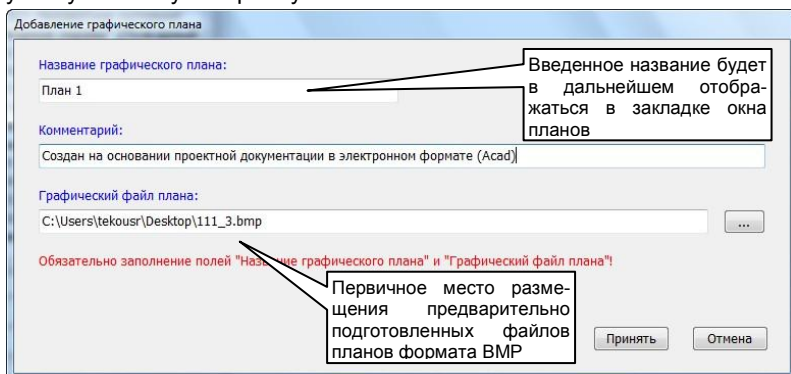 Добавление графического плана
Название графического плана:
План 1
Введенное название будет
в дальнейшем отобра-
жаться в закладке окна
планов
Комментарий:
Создан на основании проектной документации в электронном формате (Acad)
Графический файл плана:
C:\Users\tekousr\Desktop\111_3.bmp
...
Обязательно заполнение полей "Название графического плана" и "Графический файл плана"!
Первичное место разме-
щения предварительно
подготовленных файлов
планов формата BMP
Принять
Отмена